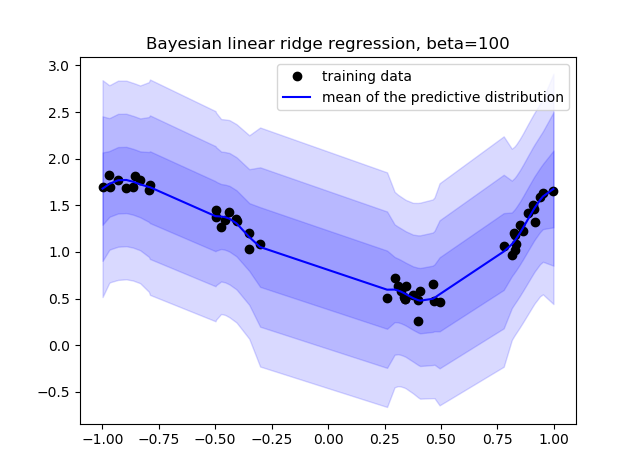 Bayesian linear ridge regression, beta=100
training data
mean of the predictive distribution
3.0
2.5
2.0
1.5
1.0
0.5
0.0
−0.5
−1.00 −0.75 −0.50 −0.25 0.00 0.25 0.50 0.75 1.00